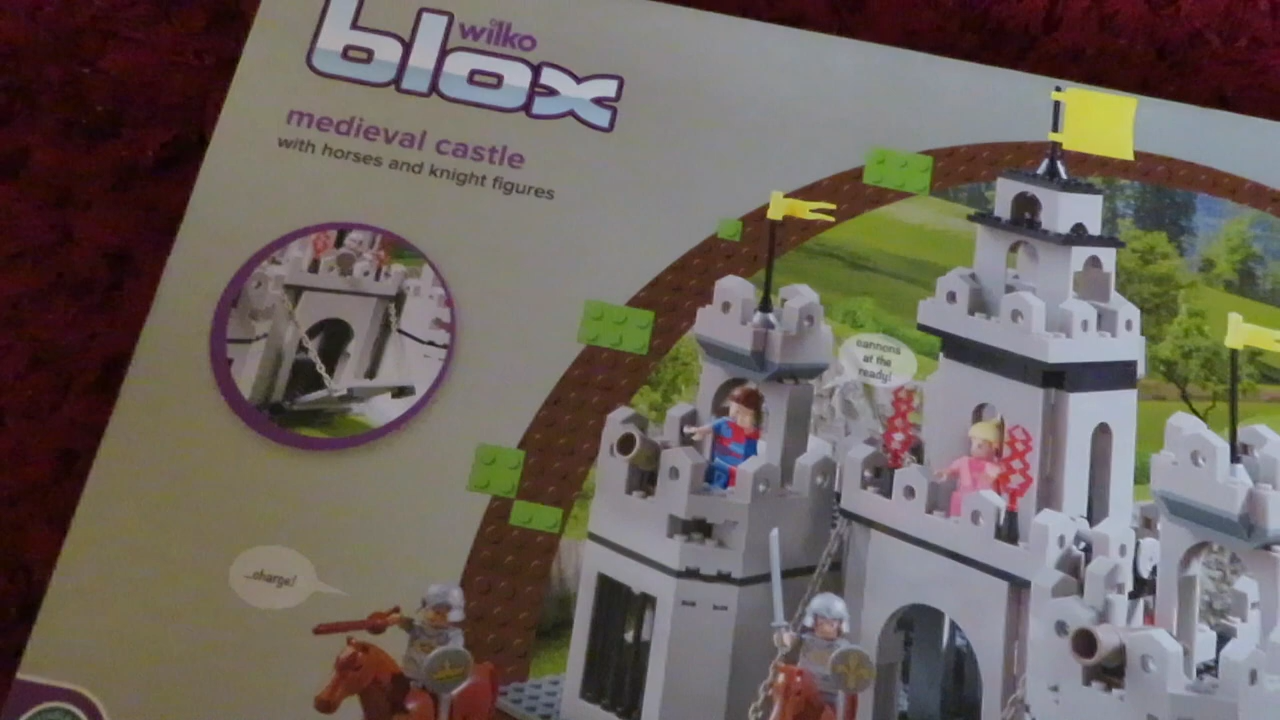 wilko
blox
medieval castle
with horses and knight figures
cannons
at the
ready!
...charge!